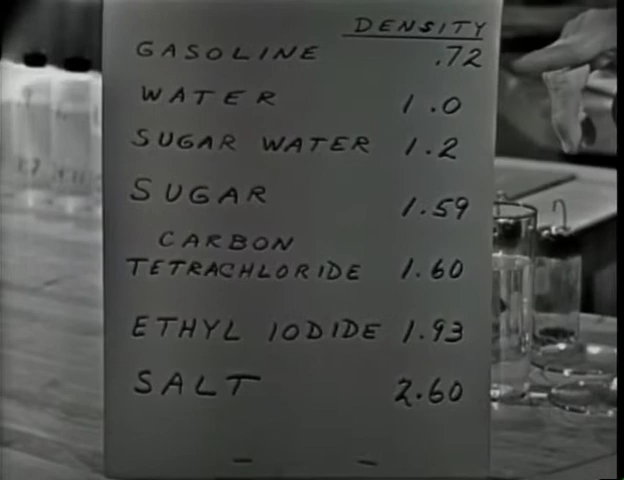 DENSITY
GASOLINE .72
WATER 1.0
SUGAR WATER 1.2
SUGAR 1.59
CARBON
TETRACHLORIDE 1.60
ETHYL IODIDE 1.93
SALT 2.60